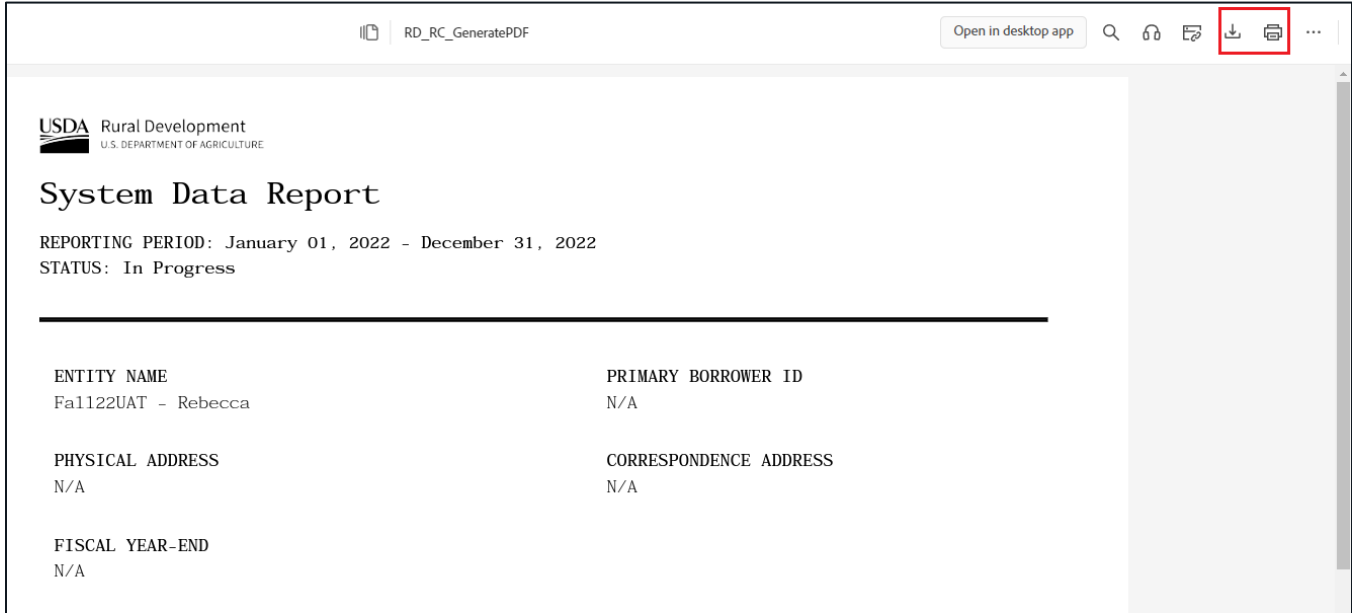 RD_RC_GeneratePDF
Open in desktop app
USDA Rural Development
U.S. DEPARTMENT OF AGRICULTURE
System Data Report
REPORTING PERIOD: January 01, 2022 - December 31, 2022
STATUS: In Progress
ENTITY NAME
Fall22UAT - Rebecca
PRIMARY BORROWER ID
N/A
PHYSICAL ADDRESS
N/A
CORRESPONDENCE ADDRESS
N/A
FISCAL YEAR-END
N/A